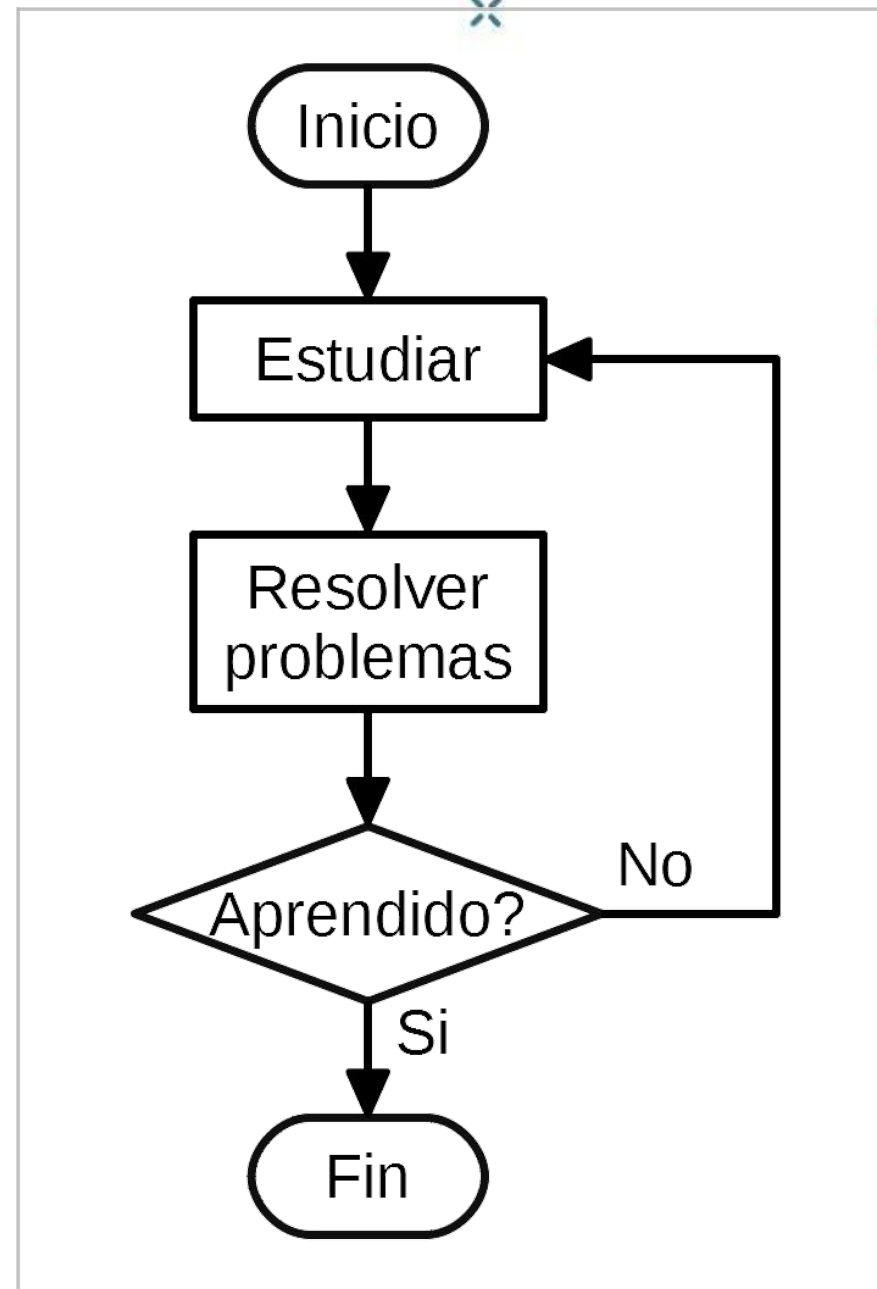 Inicio
Estudiar
Resolver
problemas
Aprendido?
No
Si
Fin